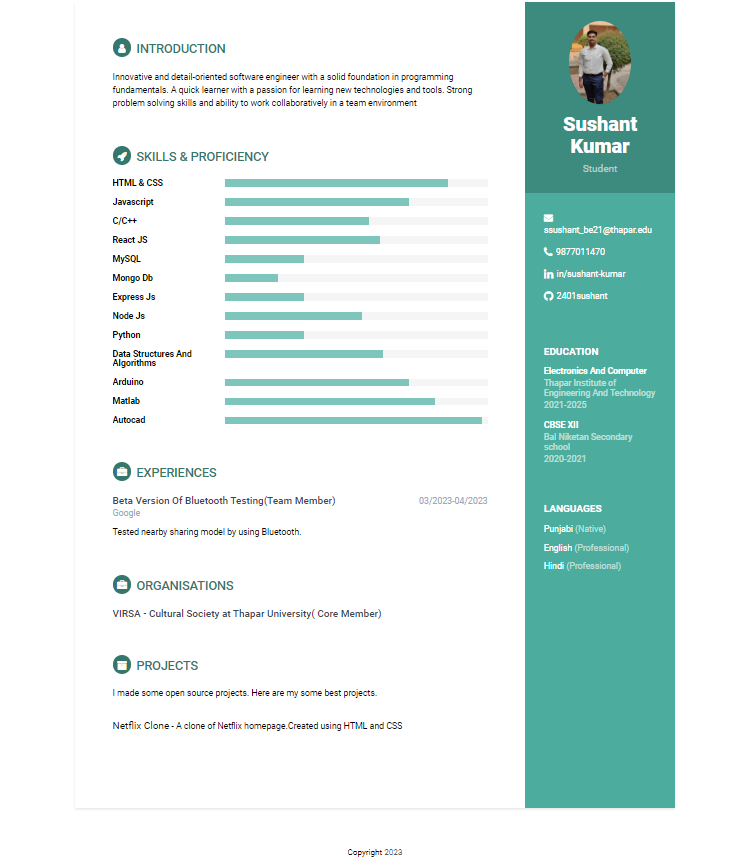 INTRODUCTION
Innovative and detail-oriented software engineer with a solid foundation in programming
fundamentals. A quick learner with a passion for learning new technologies and tools. Strong
problem solving skills and ability to work collaboratively in a team environment
SKILLS & PROFICIENCY
HTML & CSS
Javascript
C/C++
React JS
MySQL
Mongo Db
Express Js
Node Js
Python
Data Structures And
Algorithms
Arduino
Matlab
Autocad
EXPERIENCES
Beta Version Of Bluetooth Testing(Team Member) 03/2023-04/2023
Google
Tested nearby sharing model by using Bluetooth.
ORGANISATIONS
VIRSA - Cultural Society at Thapar University( Core Member)
PROJECTS
I made some open source projects. Here are my some best projects.
Netflix Clone - A clone of Netflix homepage.Created using HTML and CSS
Sushant
Kumar
Student
ssushant_be21@thapar.edu
9877011470
in/sushant-kumar
2401sushant
EDUCATION
Electronics And Computer
Thapar Institute of
Engineering And Technology
2021-2025
CBSE XII
Bal Niketan Secondary
school
2020-2021
LANGUAGES
Punjabi (Native)
English (Professional)
Hindi (Professional)
Copyright 2023